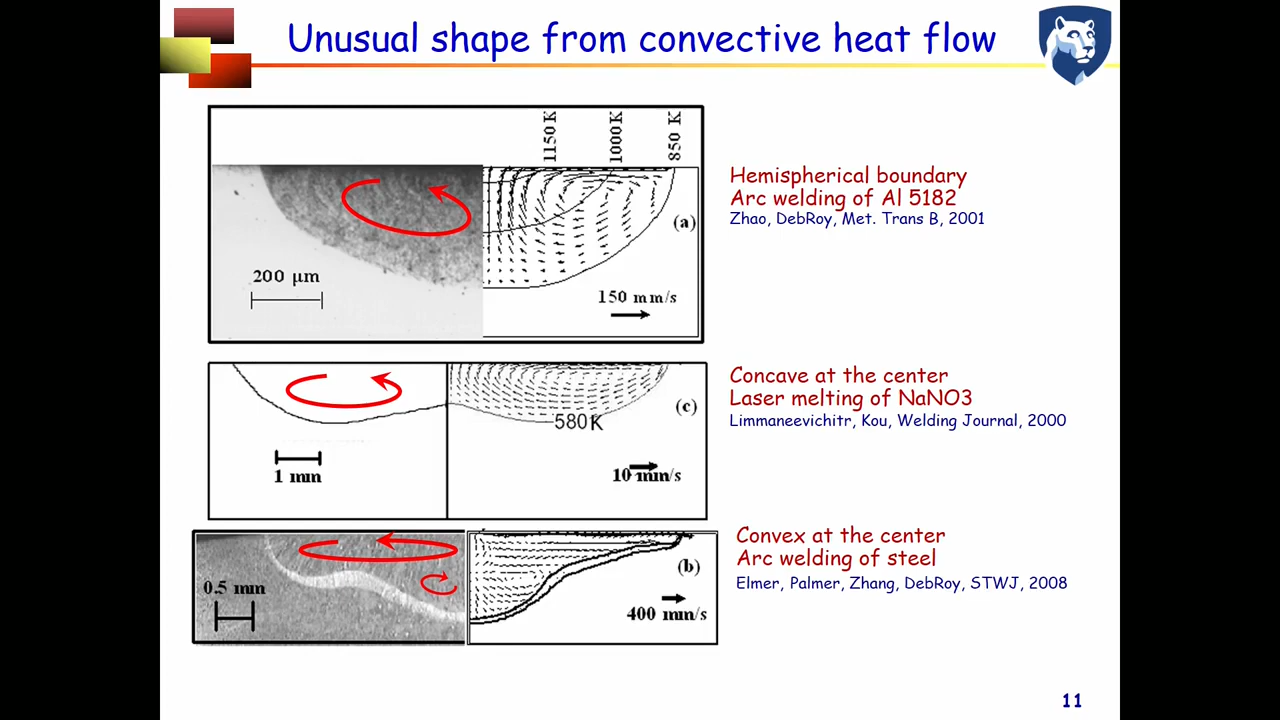 Unusual shape from convective heat flow
1150 K
1000 K
850 K
(a)
200 µm
150 mm/s
Hemispherical boundary
Arc welding of Al 5182
Zhao, DebRoy, Met. Trans B, 2001
(c)
580K
1 mm
10 mm/s
Concave at the center
Laser melting of NaNO3
Limmaneevichitr, Kou, Welding Journal, 2000
(b)
0.5 mm
400 mm/s
Convex at the center
Arc welding of steel
Elmer, Palmer, Zhang, DebRoy, STWJ, 2008
11